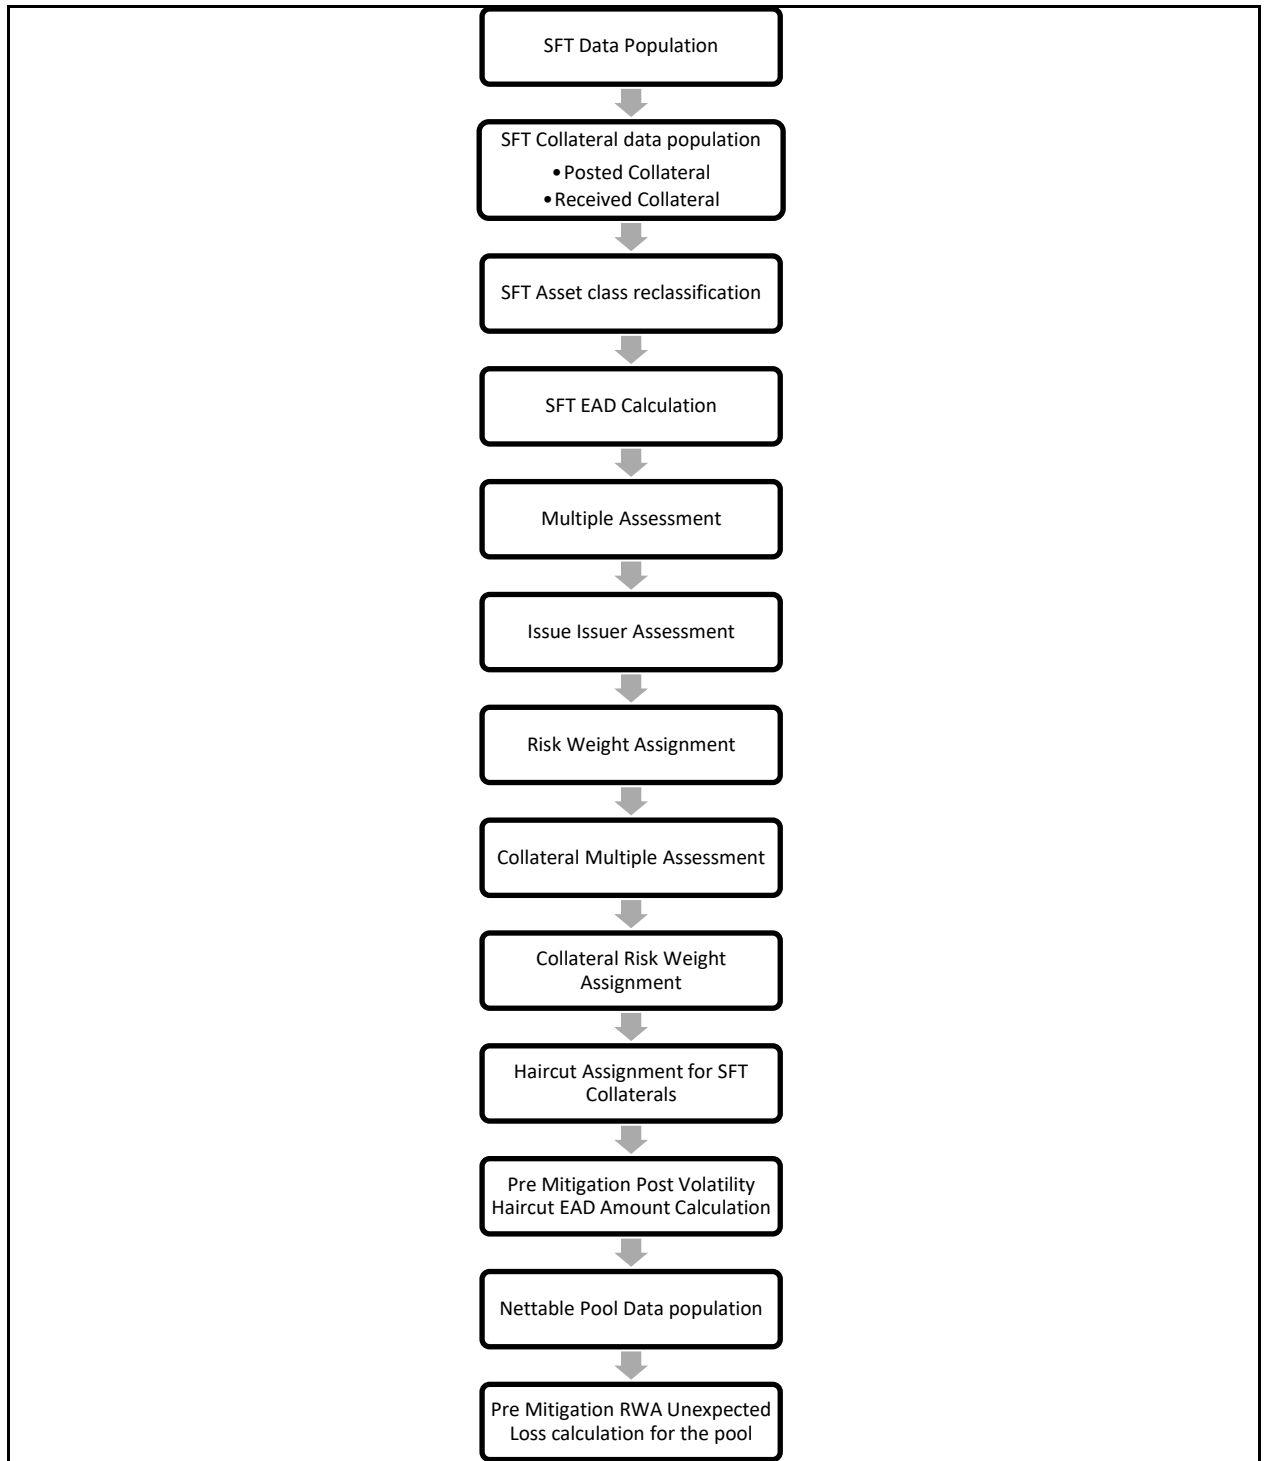 SFT Data Population
SFT Collateral data population
•Posted Collateral
•Received Collateral
SFT Asset class reclassification
SFT EAD Calculation
Multiple Assessment
Issue Issuer Assessment
Risk Weight Assignment
Collateral Multiple Assessment
Collateral Risk Weight
Assignment
Haircut Assignment for SFT
Collaterals
Pre Mitigation Post Volatility
Haircut EAD Amount Calculation
Nettable Pool Data population
Pre Mitigation RWA Unexpected
Loss calculation for the pool